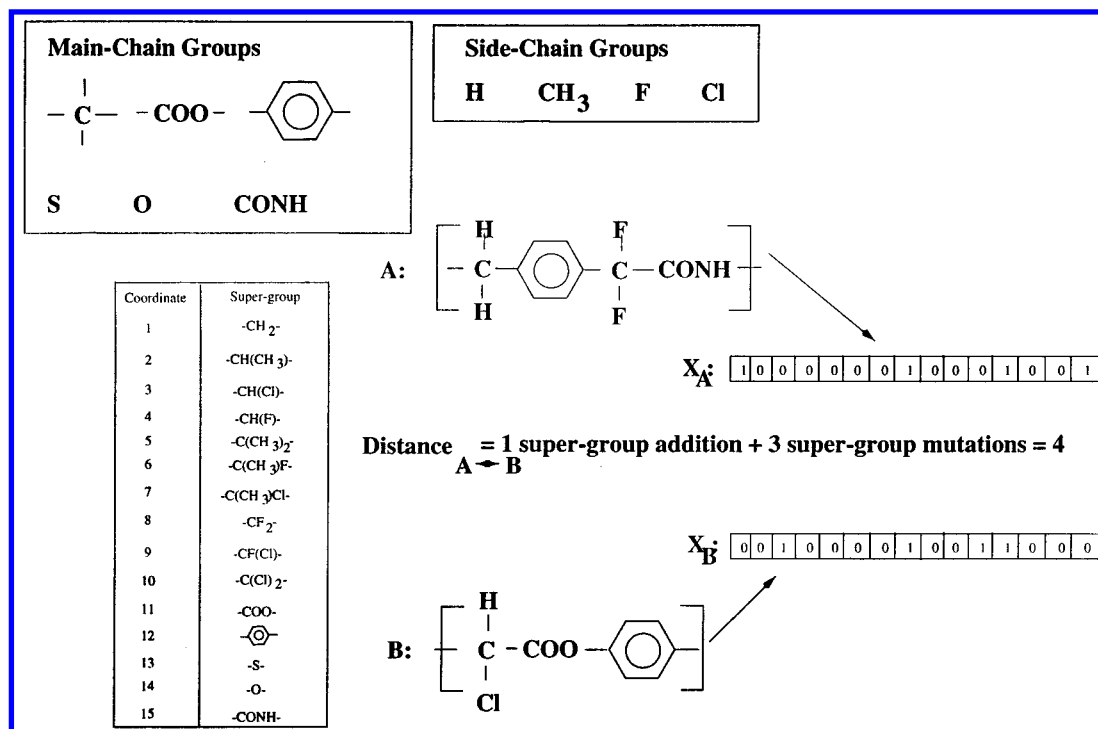 Main-Chain Groups
C
COO
S O CONH
Side-Chain Groups
H CH3 F Cl
H F
A: C C CONH
H F
Coordinate Super-group
1 -CH2-
2 -CH(CH3)-
3 -CH(Cl)-
4 -CH(F)-
5 -C(CH3)2-
6 -C(CH3)F-
7 -C(CH3)Cl-
8 -CF2-
9 -CF(Cl)-
10 -C(Cl)2-
11 -COO-
12
13 -S-
14 -O-
15 -CONH-
XA: 1 0 0 0 0 0 0 1 0 0 0 1 0 0 1
Distance A B = 1 super-group addition + 3 super-group mutations = 4
XB: 0 0 1 0 0 0 0 1 0 0 1 1 0 0 0
H
B: C COO
Cl